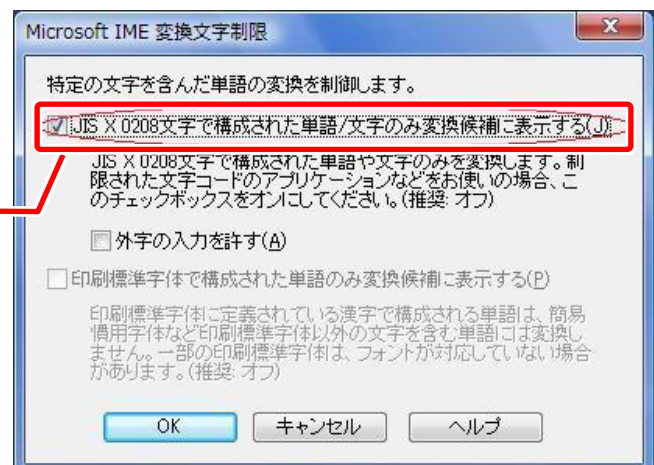 Microsoft IME 変換文字制限
特定の文字を含んだ単語の変換を制御します。
JIS X 0208文字で構成された単語/文字のみ変換候補に表示する(J)
JIS X 0208文字で構成された単語や文字のみを変換します。制
限された文字コードのアプリケーションなどをお使いの場合、こ
のチェックボックスをオンにしてください。(推奨: オフ)
外字の入力を許す(A)
印刷標準字体で構成された単語のみ変換候補に表示する(P)
印刷標準字体に定義されている漢字で構成される単語は、簡易
慣用字体など印刷標準字体以外の文字を含む単語には変換し
ません。一部の印刷標準字体は、フォントが対応していない場合
があります。(推奨: オフ)
OK
キャンセル
ヘルプ